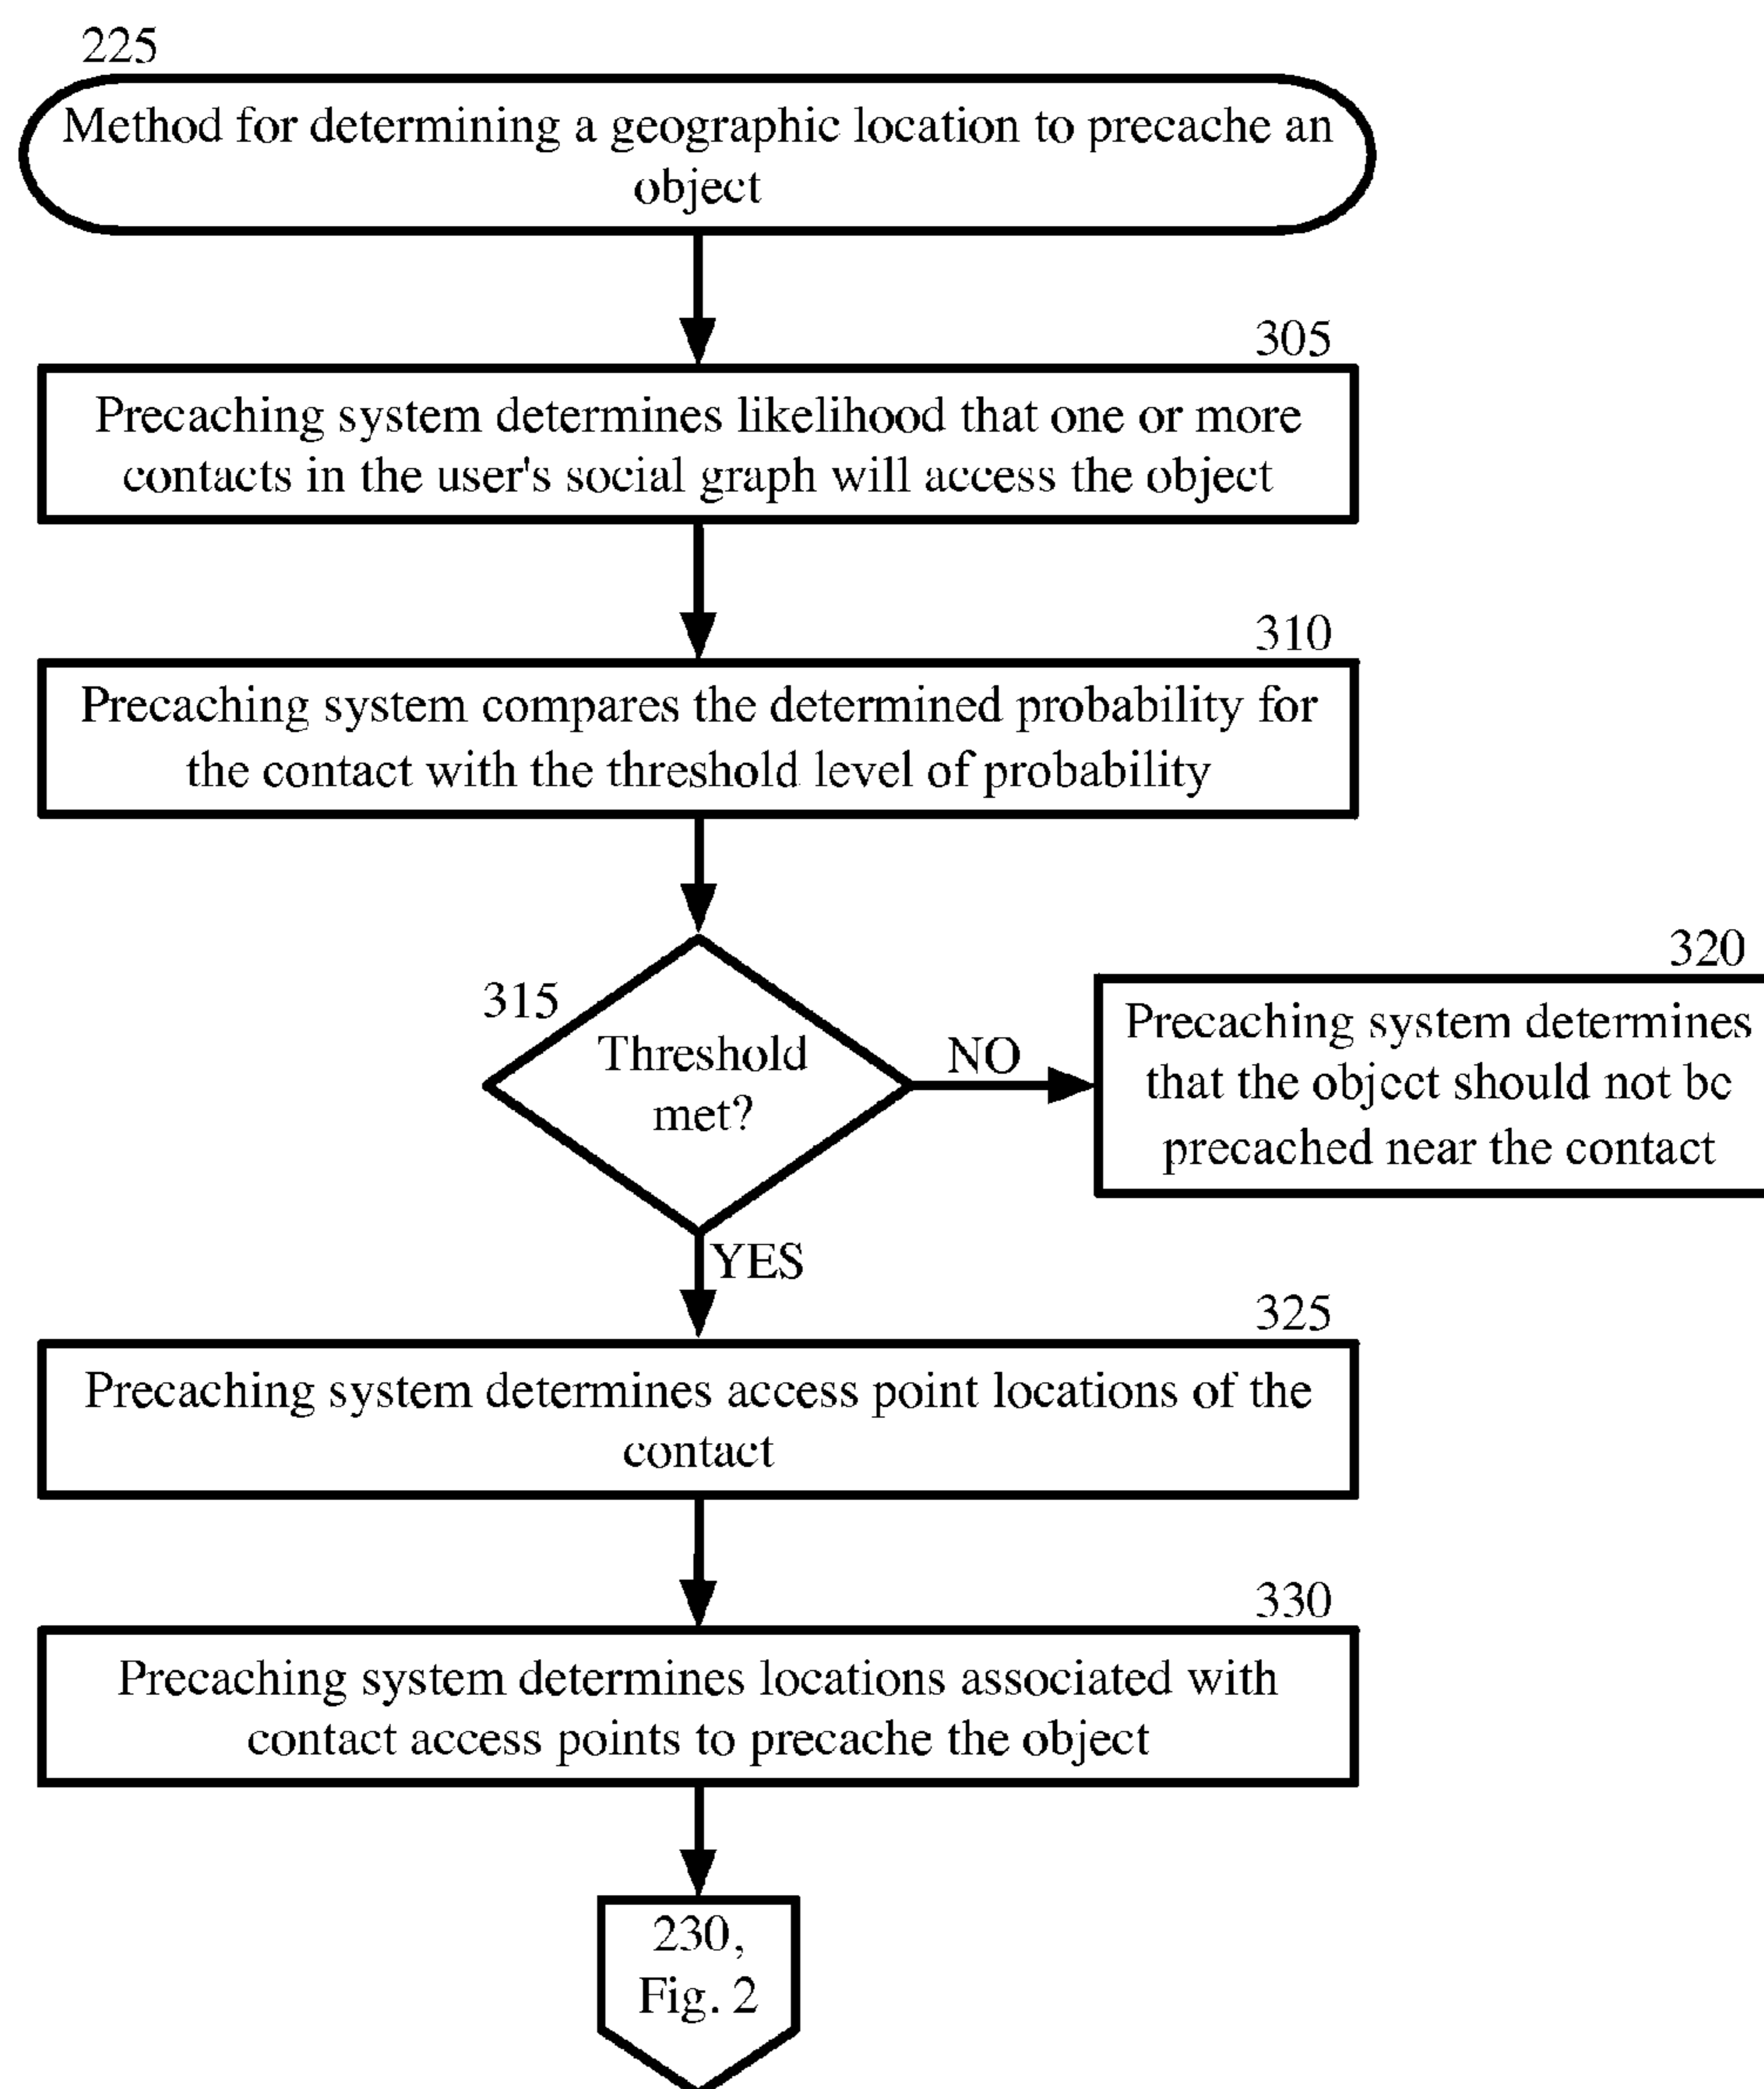 225
Method for determining a geographic location to precache an
object
305
Precaching system determines likelihood that one or more
contacts in the user's social graph will access the object
310
Precaching system compares the determined probability for
the contact with the threshold level of probability
315
Threshold
met?
NO
320
Precaching system determines
that the object should not be
precached near the contact
YES
325
Precaching system determines access point locations of the
contact
330
Precaching system determines locations associated with
contact access points to precache the object
230,
Fig. 2